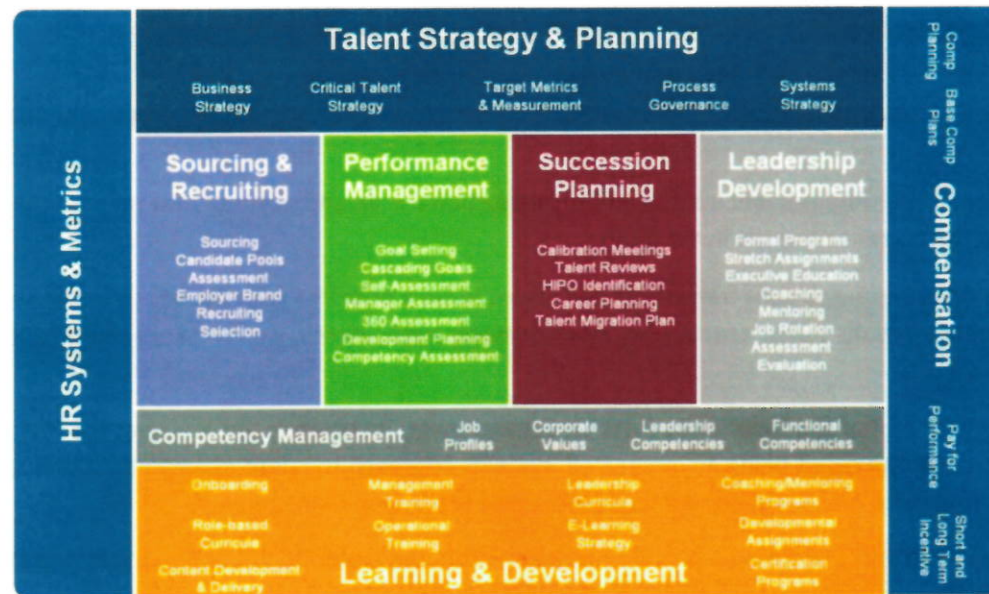 HR Systems & Metrics
Talent Strategy & Planning
Business
Strategy
Critical Talent
Strategy
Target Metrics
& Measurement
Process
Governance
Systems
Strategy
Sourcing &
Recruiting
Sourcing
Candidate Pools
Assessment
Employer Brand
Recruiting
Selection
Performance
Management
Goal Setting
Cascading Goals
Self-Assessment
Manager Assessment
360 Assessment
Development Planning
Competency Assessment
Succession
Planning
Calibration Meetings
Talent Reviews
HIPO Identification
Career Planning
Talent Migration Plan
Leadership
Development
Formal Programs
Stretch Assignments
Executive Education
Coaching
Mentoring
Job Rotation
Assessment
Evaluation
Competency Management
Job
Profiles
Corporate
Values
Leadership
Competencies
Functional
Competencies
Onboarding
Management
Training
Leadership
Curricule
Coaching/Mentoring
Programs
Role-based
Curricule
Operational
Training
E-Learning
Strategy
Developmental
Assignments
Content Development
& Delivery
Learning & Development
Certification
Programs
Comp
Planning
Base Comp
Plans
Compensation
Pay for
Performance
Short and
Long Term
Incentive